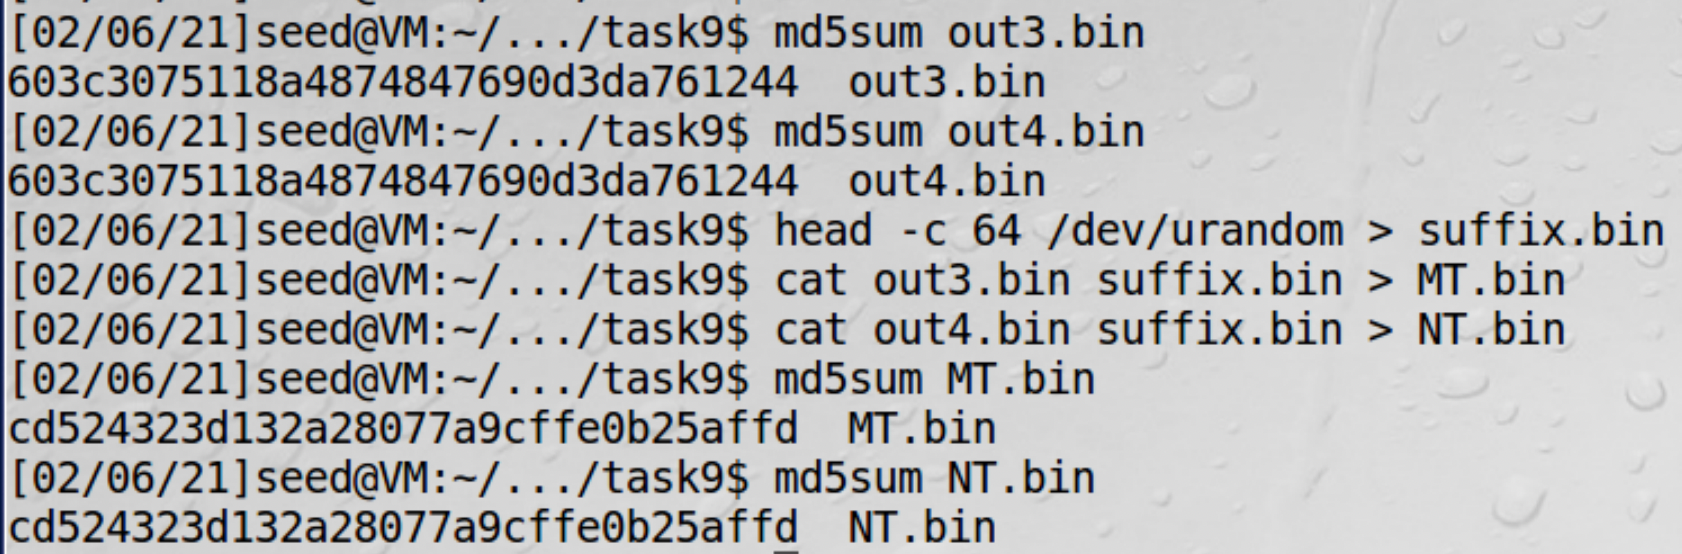 [02/06/21]seed@VM:~/.../task9$ md5sum out3.bin
603c3075118a4874847690d3da761244  out3.bin
[02/06/21]seed@VM:~/.../task9$ md5sum out4.bin
603c3075118a4874847690d3da761244  out4.bin
[02/06/21]seed@VM:~/.../task9$ head -c 64 /dev/urandom > suffix.bin
[02/06/21]seed@VM:~/.../task9$ cat out3.bin suffix.bin > MT.bin
[02/06/21]seed@VM:~/.../task9$ cat out4.bin suffix.bin > NT.bin
[02/06/21]seed@VM:~/.../task9$ md5sum MT.bin
cd524323d132a28077a9cffe0b25affd  MT.bin
[02/06/21]seed@VM:~/.../task9$ md5sum NT.bin
cd524323d132a28077a9cffe0b25affd  NT.bin